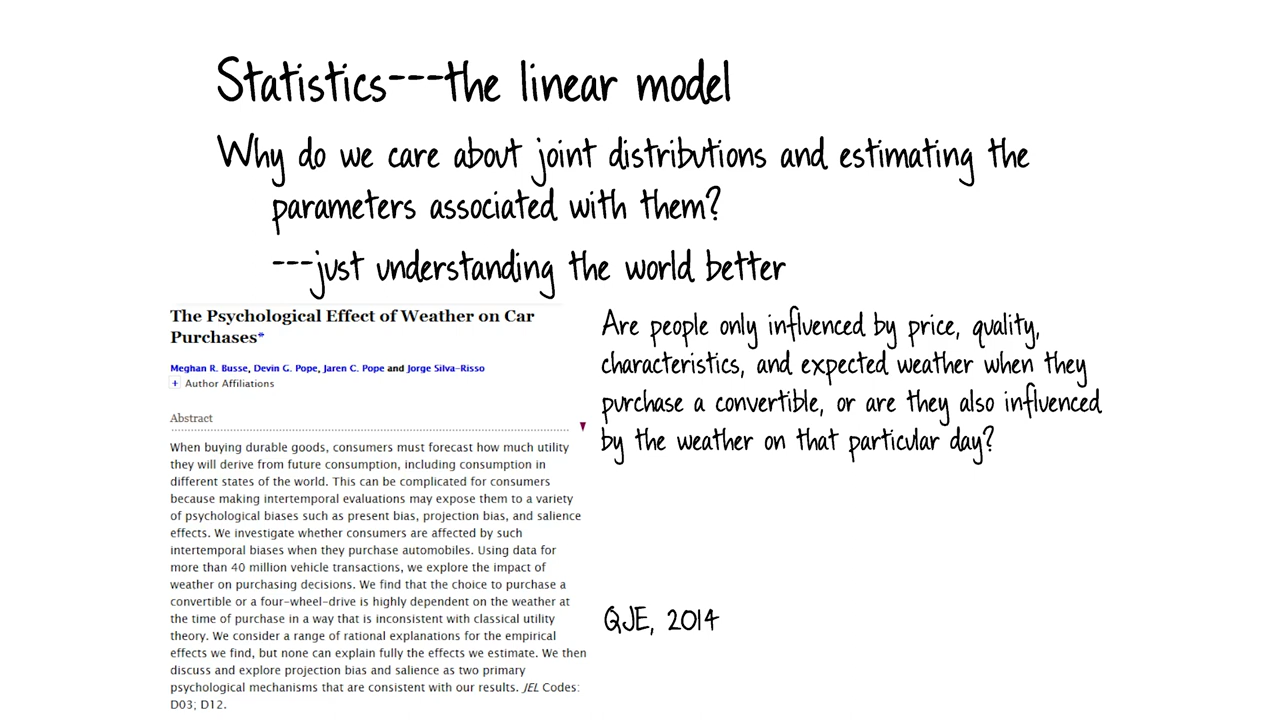 Statistics---the linear model
Why do we care about joint distributions and estimating the
parameters associated with them?
---just understanding the world better
The Psychological Effect of Weather on Car
Purchases*
Meghan R. Busse, Devin G. Pope, Jaren C. Pope and Jorge Silva-Risso
+ Author Affiliations
Abstract
When buying durable goods, consumers must forecast how much utility
they will derive from future consumption, including consumption in
different states of the world. This can be complicated for consumers
because making intertemporal evaluations may expose them to a variety
of psychological biases such as present bias, projection bias, and salience
effects. We investigate whether consumers are affected by such
intertemporal biases when they purchase automobiles. Using data for
more than 40 million vehicle transactions, we explore the impact of
weather on purchasing decisions. We find that the choice to purchase a
convertible or a four-wheel-drive is highly dependent on the weather at
the time of purchase in a way that is inconsistent with classical utility
theory. We consider a range of rational explanations for the empirical
effects we find, but none can explain fully the effects we estimate. We then
discuss and explore projection bias and salience as two primary
psychological mechanisms that are consistent with our results. JEL Codes:
D03; D12.
Are people only influenced by price, quality,
characteristics, and expected weather when they
purchase a convertible, or are they also influenced
by the weather on that particular day?
QJE, 2014